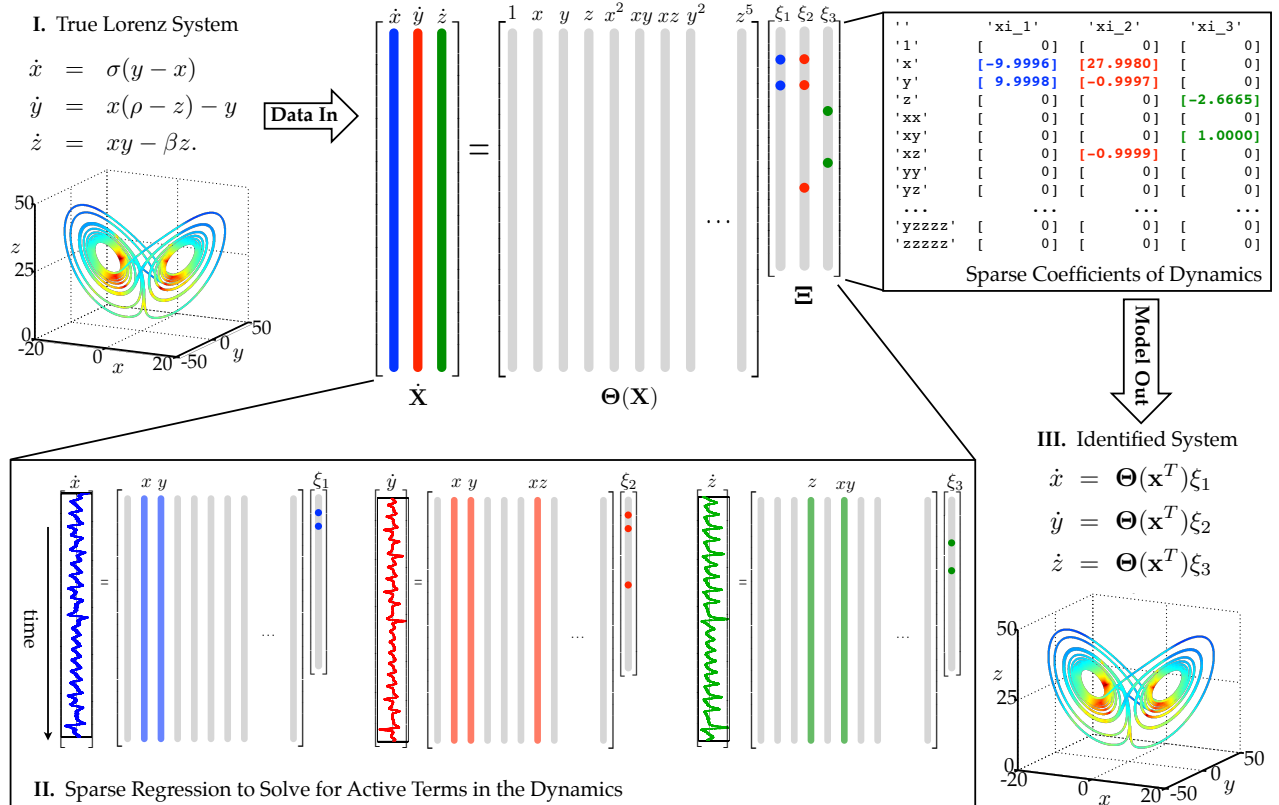 I. True Lorenz System
ẋ = σ(y − x)
ẏ = x(ρ − z) − y
ż = xy − βz.
Data In
z
50
25
0
-20
0
x
20
-50
0
y
50
ẋ ẏ ż
Ẋ
=
1 x y z x² xy xz y² z⁵
...
Θ(X)
ξ₁ ξ₂ ξ₃
Ξ
'' 'xi_1' 'xi_2' 'xi_3'
'1' [ 0] [ 0] [ 0]
'x' [-9.9996] [27.9980] [ 0]
'y' [ 9.9998] [-0.9997] [ 0]
'z' [ 0] [ 0] [-2.6665]
'xx' [ 0] [ 0] [ 0]
'xy' [ 0] [ 0] [ 1.0000]
'xz' [ 0] [-0.9999] [ 0]
'yy' [ 0] [ 0] [ 0]
'yz' [ 0] [ 0] [ 0]
... ... ... ...
'yzzzz' [ 0] [ 0] [ 0]
'zzzzz' [ 0] [ 0] [ 0]
Sparse Coefficients of Dynamics
Model Out
time
ẋ = x y ... ξ₁
ẏ = x y xz ... ξ₂
ż = z xy ... ξ₃
II. Sparse Regression to Solve for Active Terms in the Dynamics
III. Identified System
ẋ = Θ(xᵀ)ξ₁
ẏ = Θ(xᵀ)ξ₂
ż = Θ(xᵀ)ξ₃
z
50
25
0
-20
0
x
20
-50
0
y
50